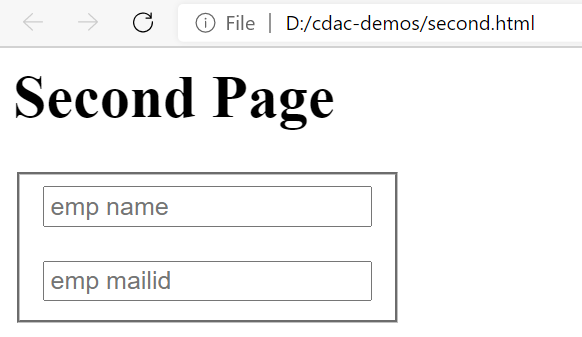 File | D:/cdac-demos/second.html
Second Page
emp name
emp mailid